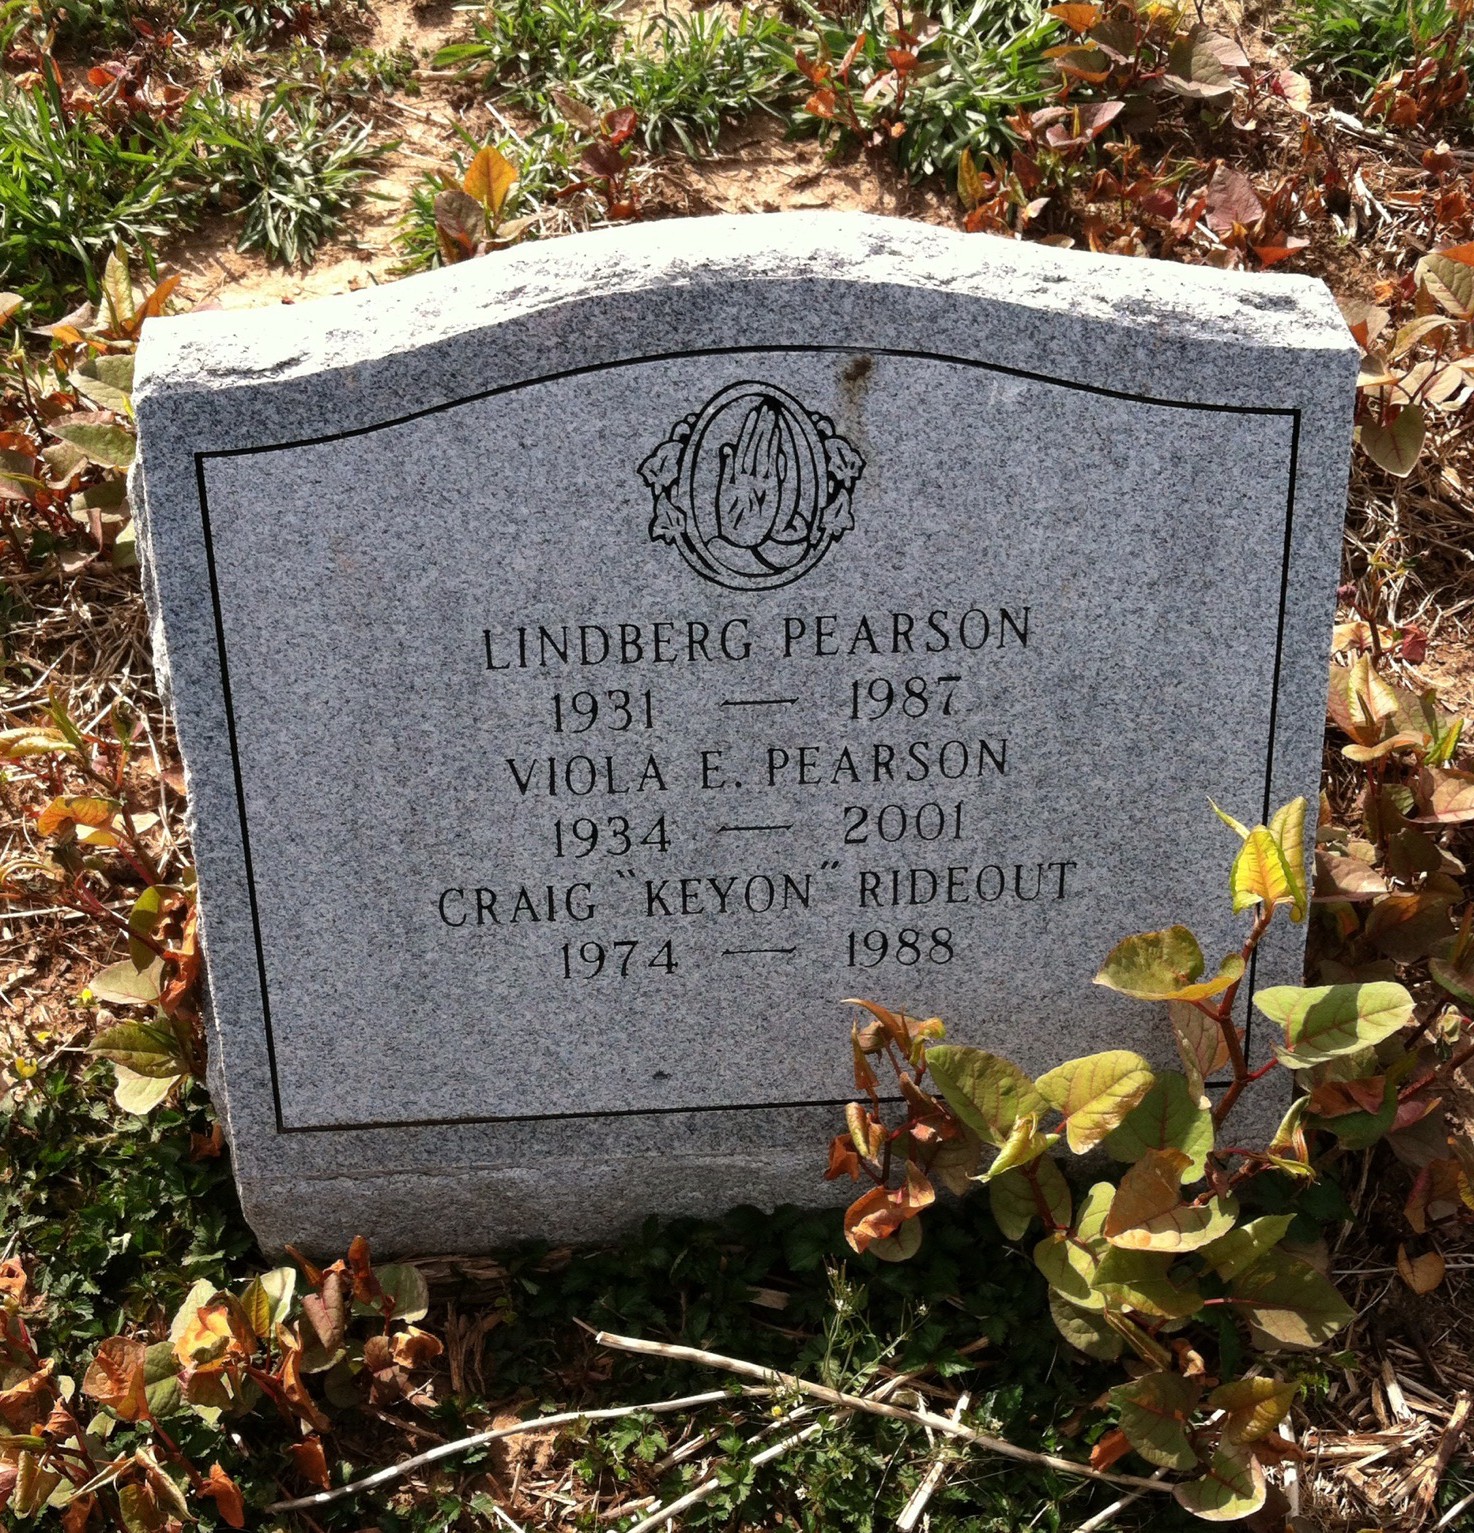 LINDBERG PEARSON
1931 — 1987
VIOLA E. PEARSON
1934 — 2001
CRAIG "KEYON" RIDEOUT
1974 — 1988